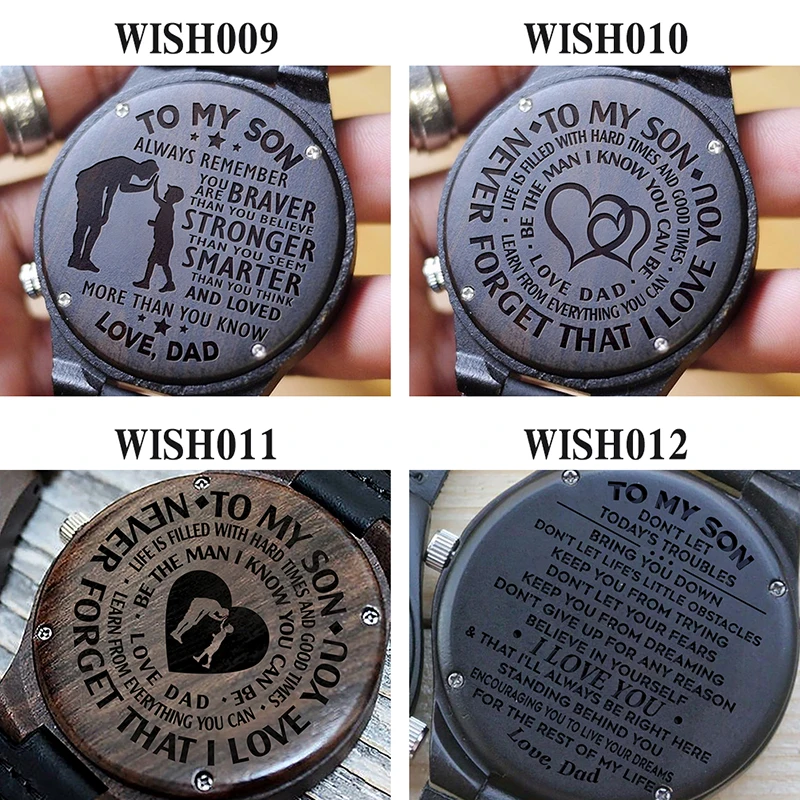 WISH009
TO MY SON
ALWAYS REMEMBER
YOU ARE BRAVER
THAN YOU BELIEVE
STRONGER
THAN YOU SEEM
SMARTER
THAN YOU THINK
AND LOVED
MORE THAN YOU KNOW
LOVE, DAD
WISH010
TO MY SON
NEVER FORGET THAT I LOVE YOU
LIFE IS FILLED WITH HARD TIMES AND GOOD TIMES
LEARN FROM EVERYTHING YOU CAN
BE THE MAN I KNOW YOU CAN BE
LOVE DAD
WISH011
TO MY SON
NEVER FORGET THAT I LOVE YOU
LIFE IS FILLED WITH HARD TIMES AND GOOD TIMES
LEARN FROM EVERYTHING YOU CAN
BE THE MAN I KNOW YOU CAN BE
LOVE DAD
WISH012
TO MY SON
DON'T LET
TODAY'S TROUBLES
BRING YOU DOWN
DON'T LET LIFE'S LITTLE OBSTACLES
KEEP YOU FROM TRYING
DON'T LET YOUR FEARS
KEEP YOU FROM DREAMING
DON'T GIVE UP FOR ANY REASON
BELIEVE IN YOURSELF
I LOVE YOU
& THAT I'LL ALWAYS BE RIGHT HERE
STANDING BEHIND YOU
ENCOURAGING YOU TO LIVE YOUR DREAMS
FOR THE REST OF MY LIFE
Love, Dad